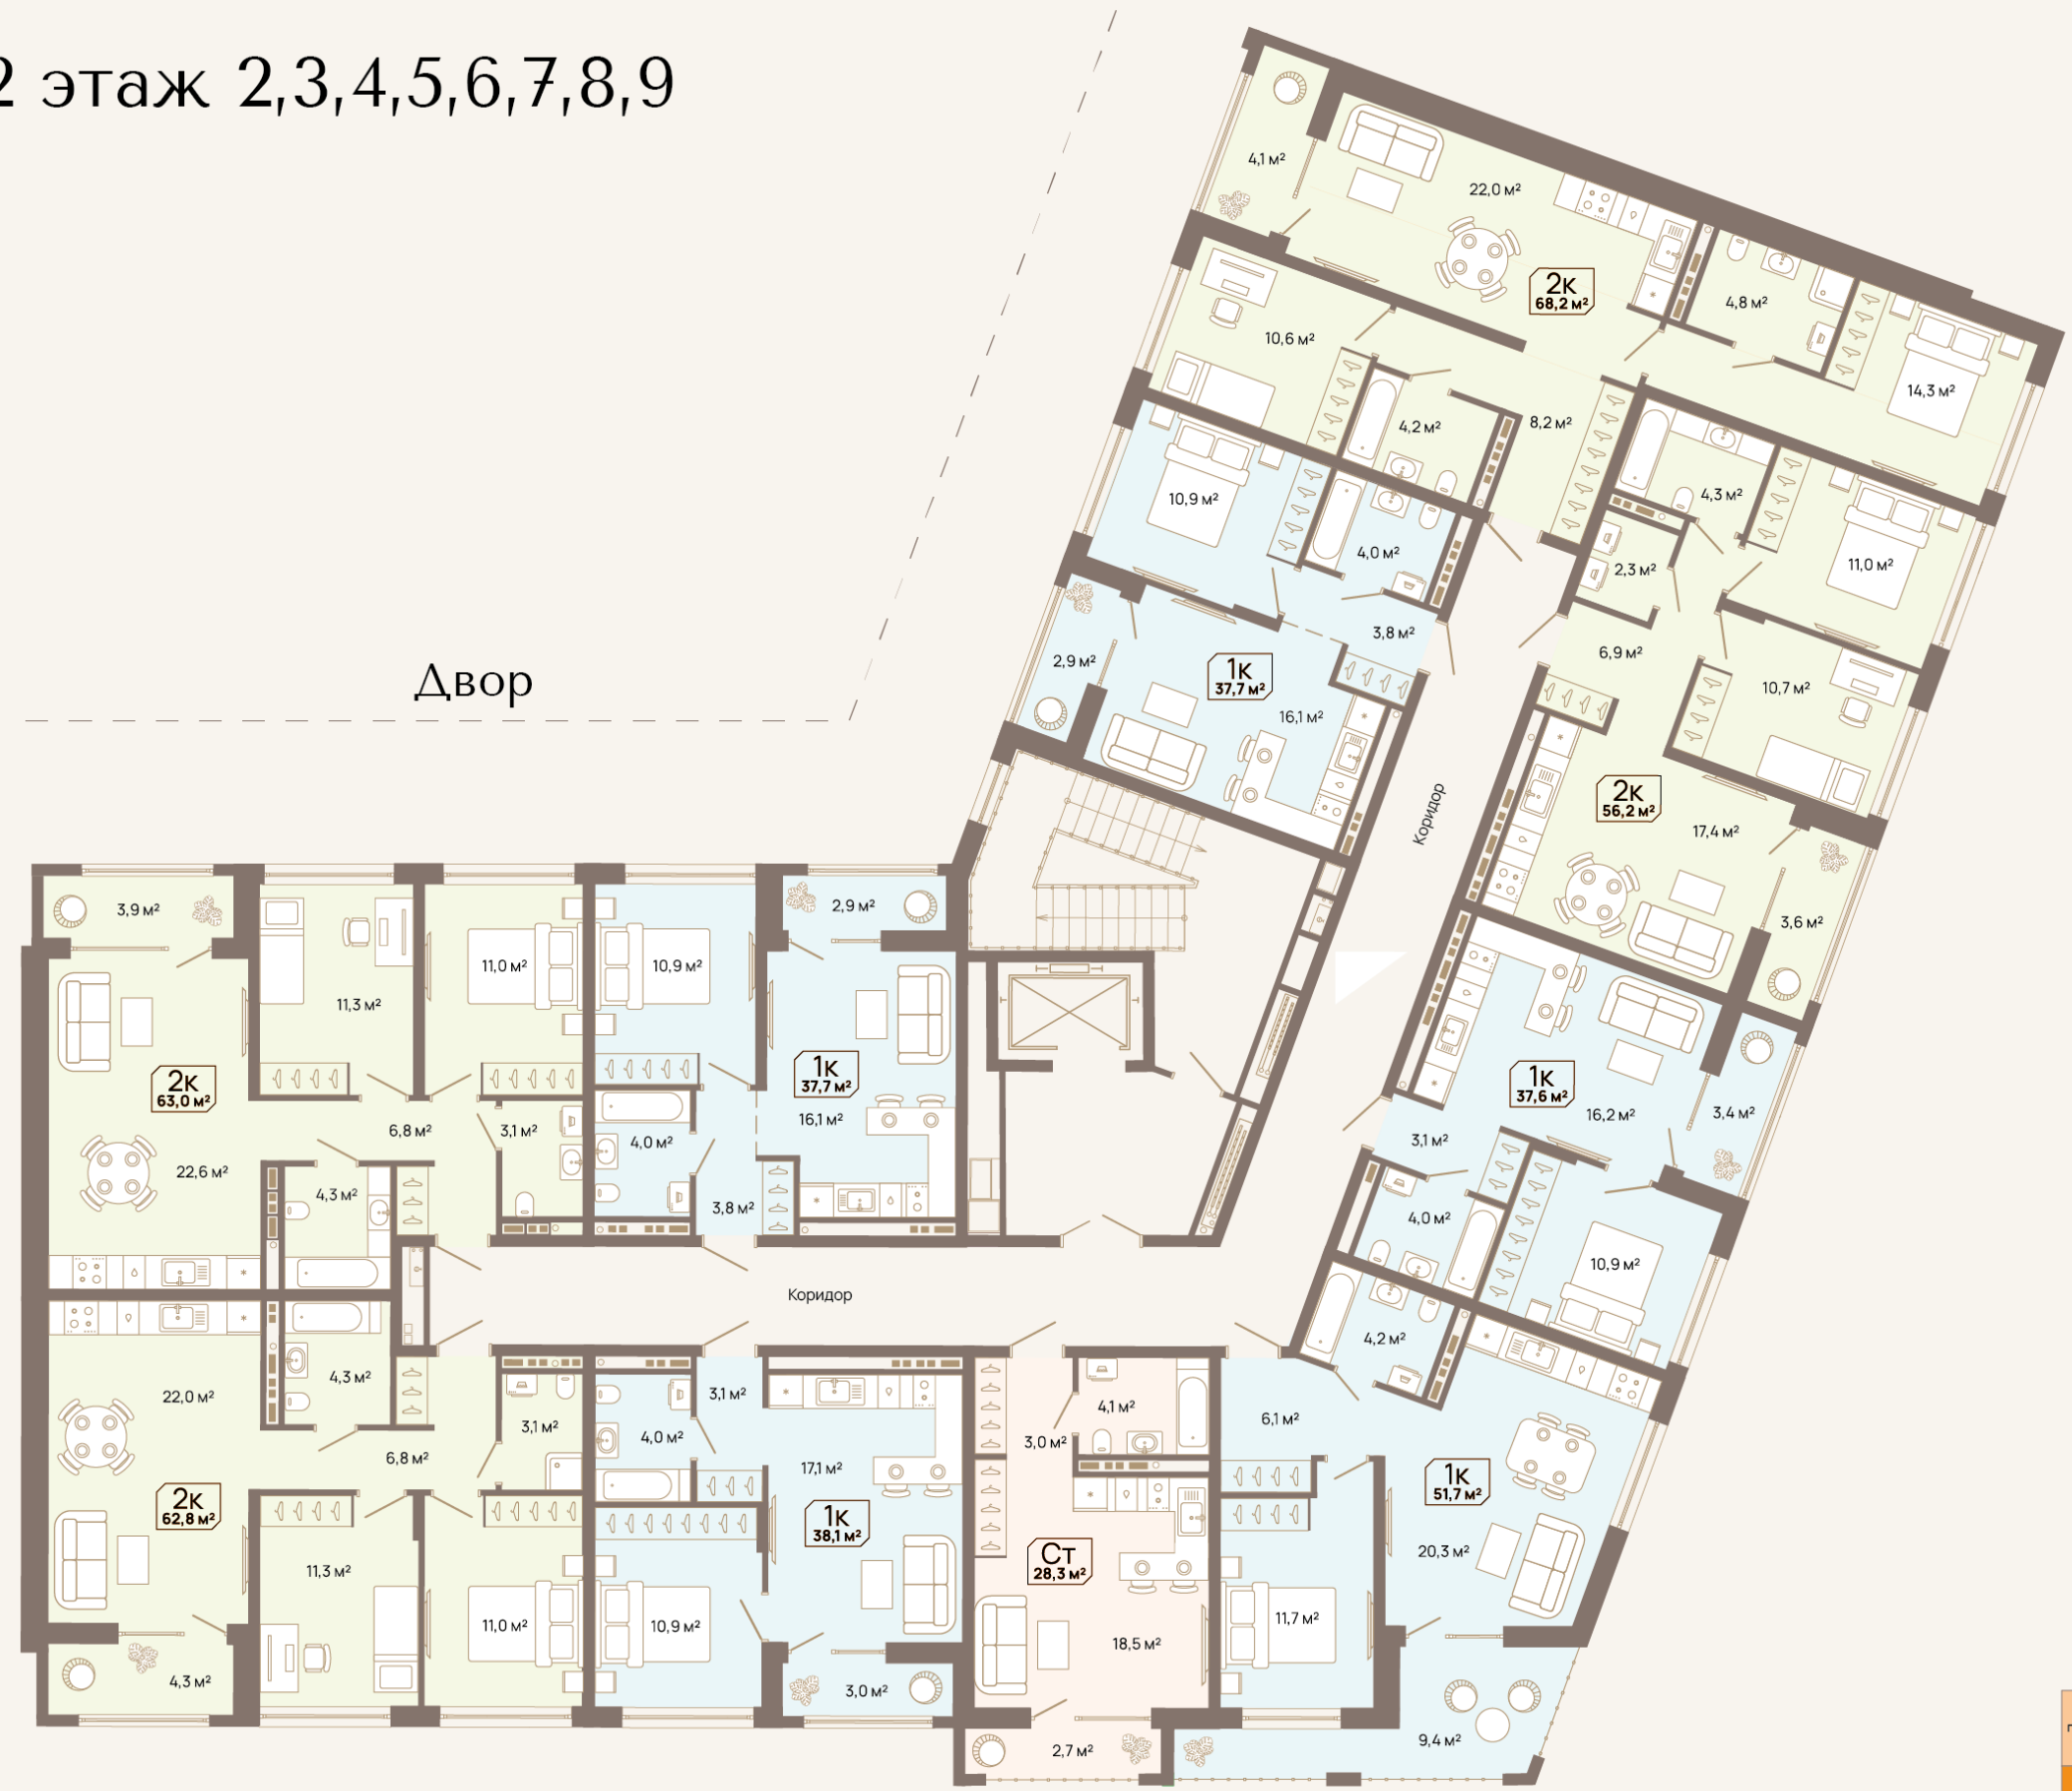 2 этаж 2,3,4,5,6,7,8,9
Двор
4,1 м²
22,0 м²
2к
68,2 м²
4,8 м²
10,6 м²
14,3 м²
4,2 м²
8,2 м²
10,9 м²
4,0 м²
3,8 м²
2,9 м²
1к
37,7 м²
16,1 м²
4,3 м²
11,0 м²
2,3 м²
6,9 м²
10,7 м²
2к
56,2 м²
17,4 м²
3,6 м²
Коридор
3,9 м²
11,3 м²
11,0 м²
2к
63,0 м²
6,8 м²
3,1 м²
22,6 м²
4,3 м²
10,9 м²
2,9 м²
1к
37,7 м²
16,1 м²
4,0 м²
3,8 м²
1к
37,6 м²
16,2 м²
3,4 м²
3,1 м²
4,0 м²
10,9 м²
Коридор
22,0 м²
4,3 м²
3,1 м²
6,8 м²
2к
62,8 м²
11,3 м²
11,0 м²
4,3 м²
3,1 м²
4,0 м²
17,1 м²
1к
38,1 м²
10,9 м²
3,0 м²
4,1 м²
3,0 м²
Ст
28,3 м²
18,5 м²
2,7 м²
4,2 м²
6,1 м²
1к
51,7 м²
20,3 м²
11,7 м²
9,4 м²